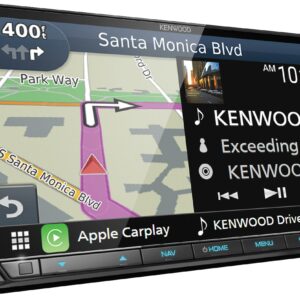 KENWOOD
400ft
Santa Monica Blvd
Park Way
S Santa Monica Blvd
AM 10
KENWOOD
Exceeding
KENWOOD
Apple Carplay
KENWOOD Drive
NAV
HOME
MENU